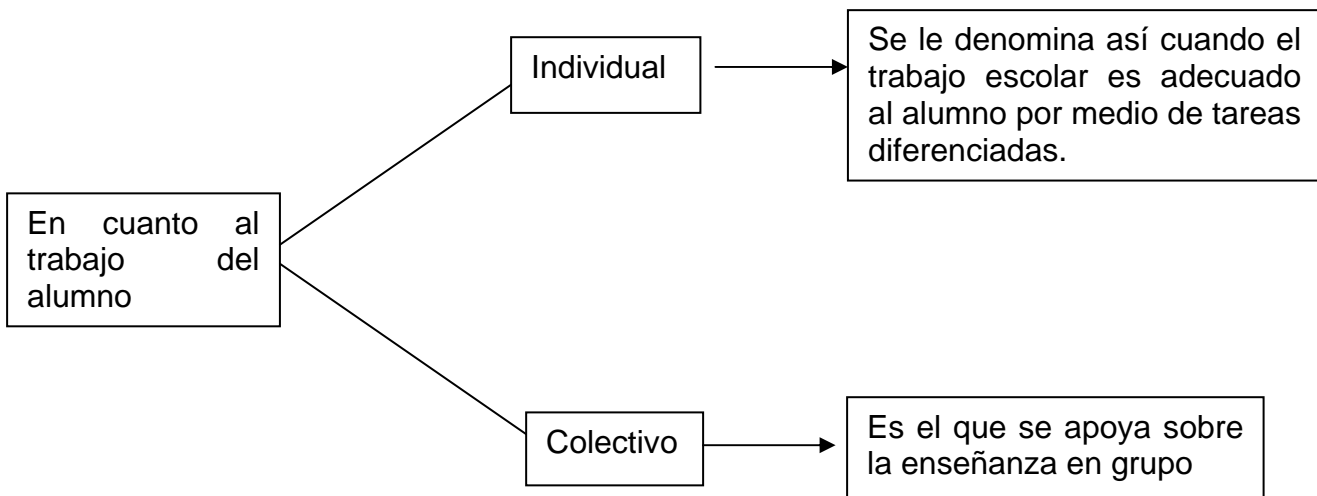 Individual
Se le denomina así cuando el
trabajo escolar es adecuado
al alumno por medio de tareas
diferenciadas.
En cuanto al
trabajo del
alumno
Colectivo
Es el que se apoya sobre
la enseñanza en grupo